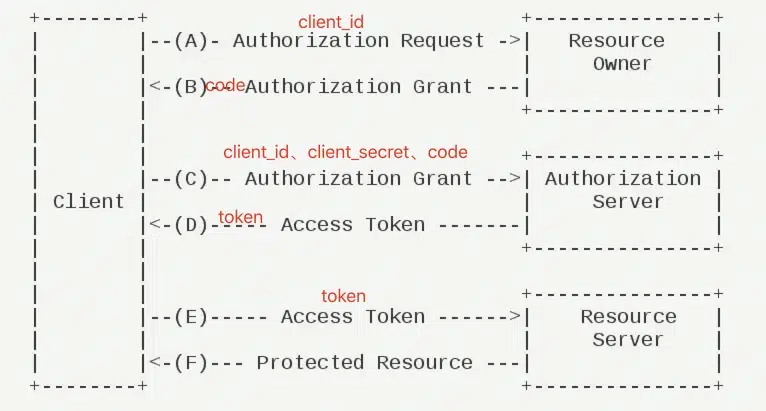 client_id
--(A)- Authorization Request ->
Resource Owner
code
<-(B)-- Authorization Grant ---
client_id、client_secret、code
--(C)-- Authorization Grant -->
Authorization Server
Client
token
<-(D)----- Access Token -------
token
--(E)----- Access Token ------>
Resource Server
<-(F)--- Protected Resource ---